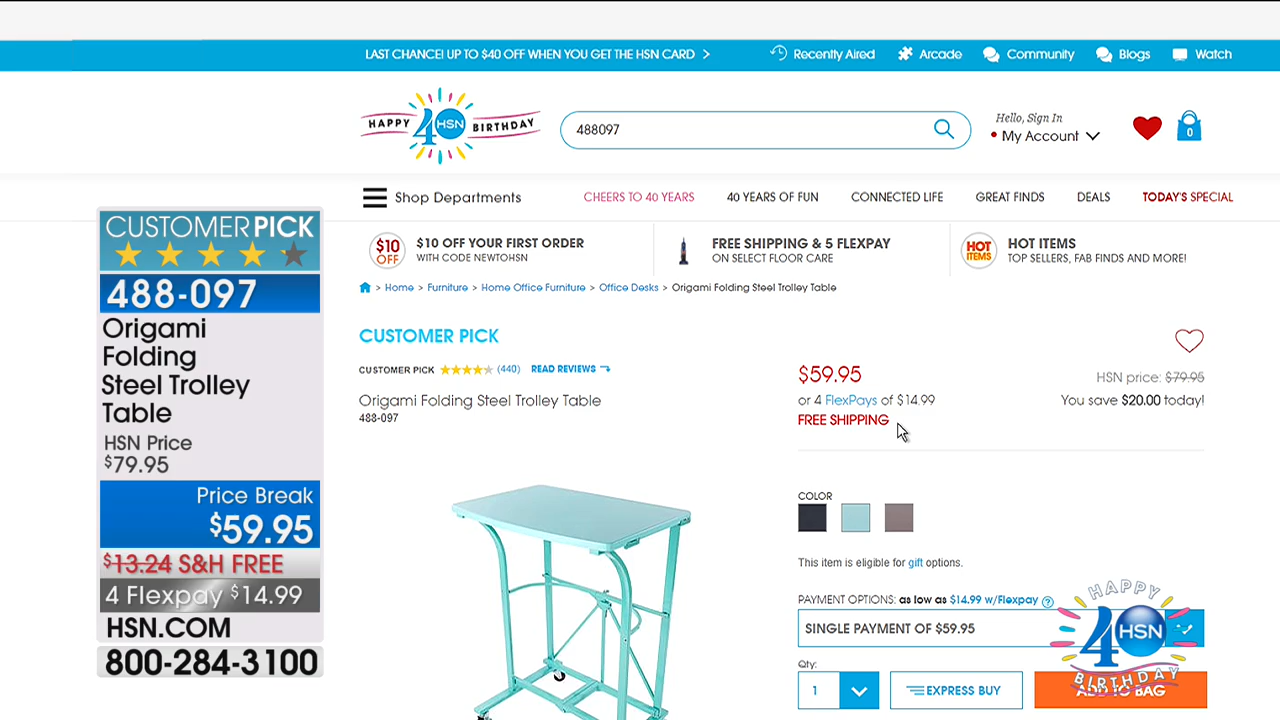 LAST CHANCE! UP TO $40 OFF WHEN YOU GET THE HSN CARD >
Recently Aired
Arcade
Community
Blogs
Watch
HAPPY 40 HSN BIRTHDAY
488097
Hello, Sign In
My Account
0
Shop Departments
CHEERS TO 40 YEARS
40 YEARS OF FUN
CONNECTED LIFE
GREAT FINDS
DEALS
TODAY'S SPECIAL
$10 OFF
$10 OFF YOUR FIRST ORDER
WITH CODE NEWTOHSN
FREE SHIPPING & 5 FLEXPAY
ON SELECT FLOOR CARE
HOT ITEMS
HOT ITEMS
TOP SELLERS, FAB FINDS AND MORE!
> Home > Furniture > Home Office Furniture > Office Desks > Origami Folding Steel Trolley Table
CUSTOMER PICK
488-097
Origami
Folding
Steel Trolley
Table
HSN Price
$79.95
Price Break
$59.95
$13.24 S&H FREE
4 Flexpay $14.99
HSN.COM
800-284-3100
CUSTOMER PICK
CUSTOMER PICK (440) READ REVIEWS
Origami Folding Steel Trolley Table
488-097
$59.95
HSN price: $79.95
or 4 FlexPays of $14.99
You save $20.00 today!
FREE SHIPPING
COLOR
This item is eligible for gift options.
PAYMENT OPTIONS: as low as $14.99 w/Flexpay ?
SINGLE PAYMENT OF $59.95
Qty:
1
EXPRESS BUY
BAG
HAPPY
40 HSN
BIRTHDAY